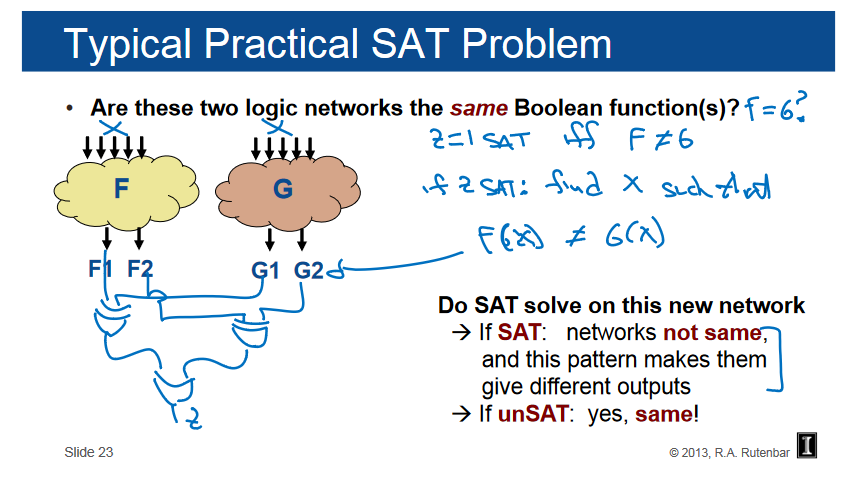 Typical Practical SAT Problem
• Are these two logic networks the same Boolean function(s)? F=G?
X X
z=1 SAT iff F≠G
F G
if z SAT: find x such that
F(x) ≠ G(x)
F1 F2 G1 G2
Do SAT solve on this new network
→ If SAT: networks not same,
and this pattern makes them
give different outputs
→ If unSAT: yes, same!
z
Slide 23
© 2013, R.A. Rutenbar I